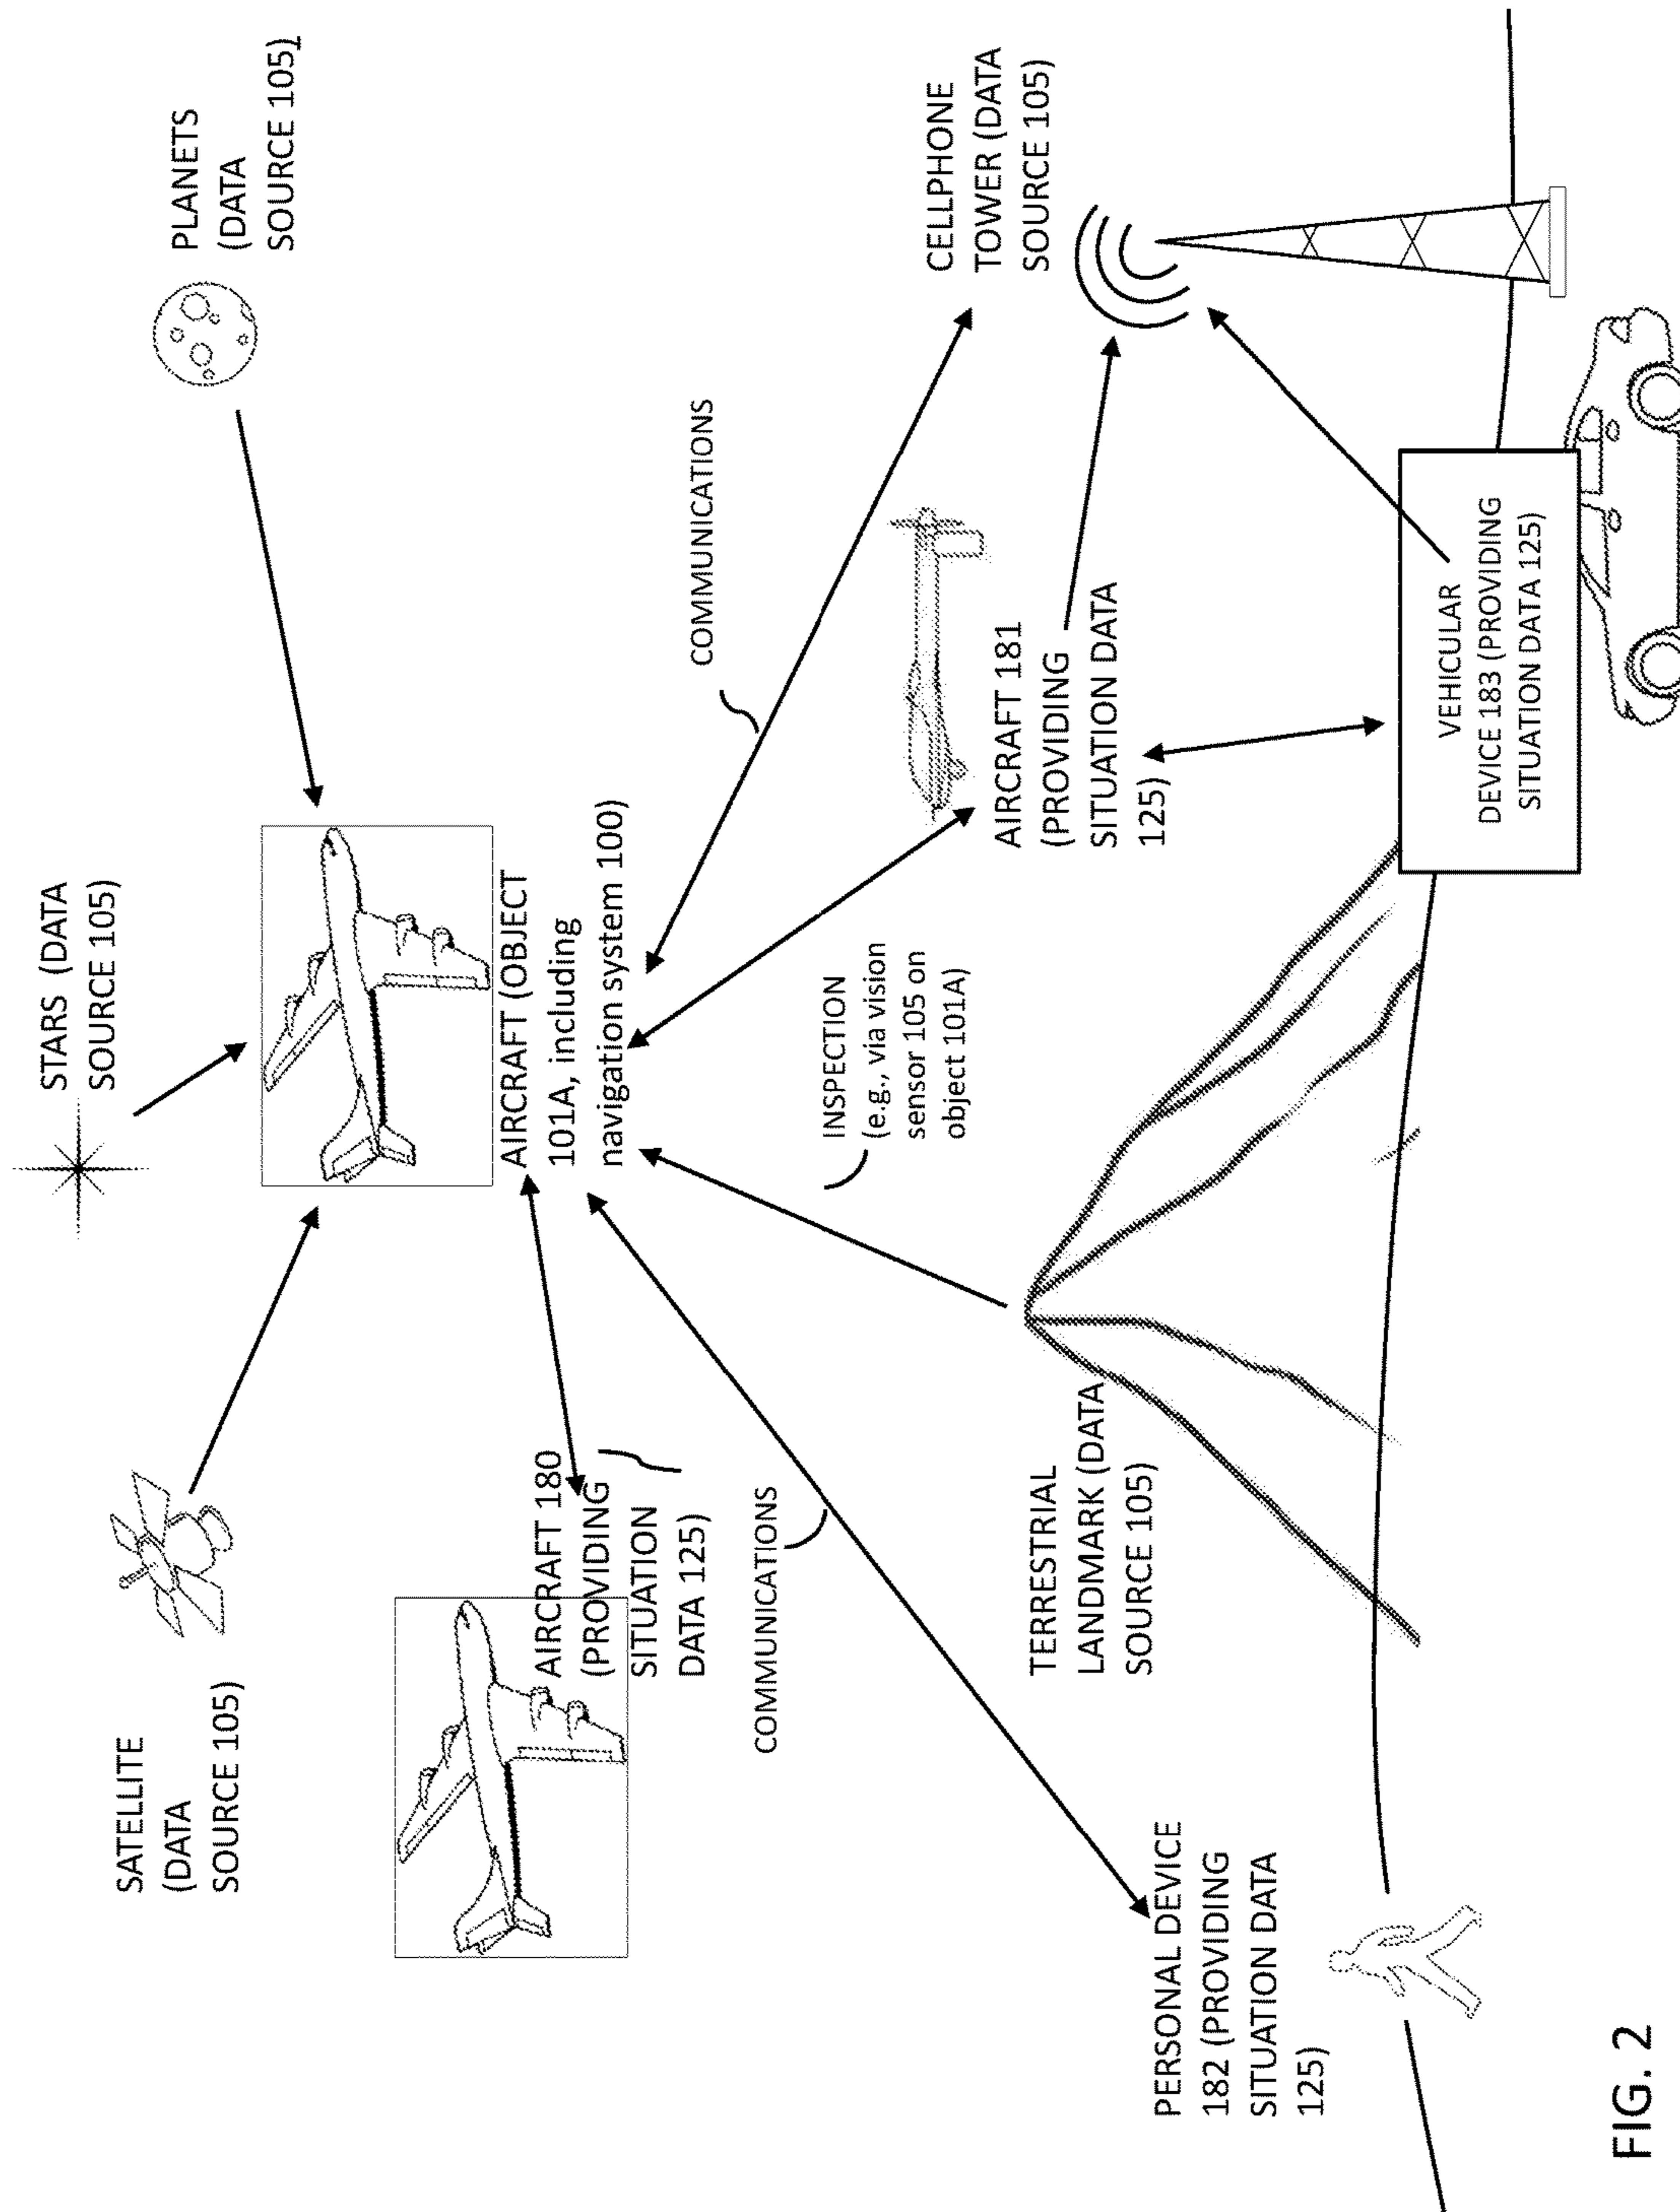 SATELLITE
(DATA
SOURCE 105)
STARS (DATA
SOURCE 105)
PLANETS
(DATA
SOURCE 105)
AIRCRAFT 180
(PROVIDING
SITUATION
DATA 125)
AIRCRAFT (OBJECT
101A, including
navigation system 100)
COMMUNICATIONS
COMMUNICATIONS
INSPECTION
(e.g., via vision
sensor 105 on
object 101A)
CELLPHONE
TOWER (DATA
SOURCE 105)
AIRCRAFT 181
(PROVIDING
SITUATION DATA
125)
TERRESTRIAL
LANDMARK (DATA
SOURCE 105)
PERSONAL DEVICE
182 (PROVIDING
SITUATION DATA
125)
VEHICULAR
DEVICE 183 (PROVIDING
SITUATION DATA 125)
FIG. 2